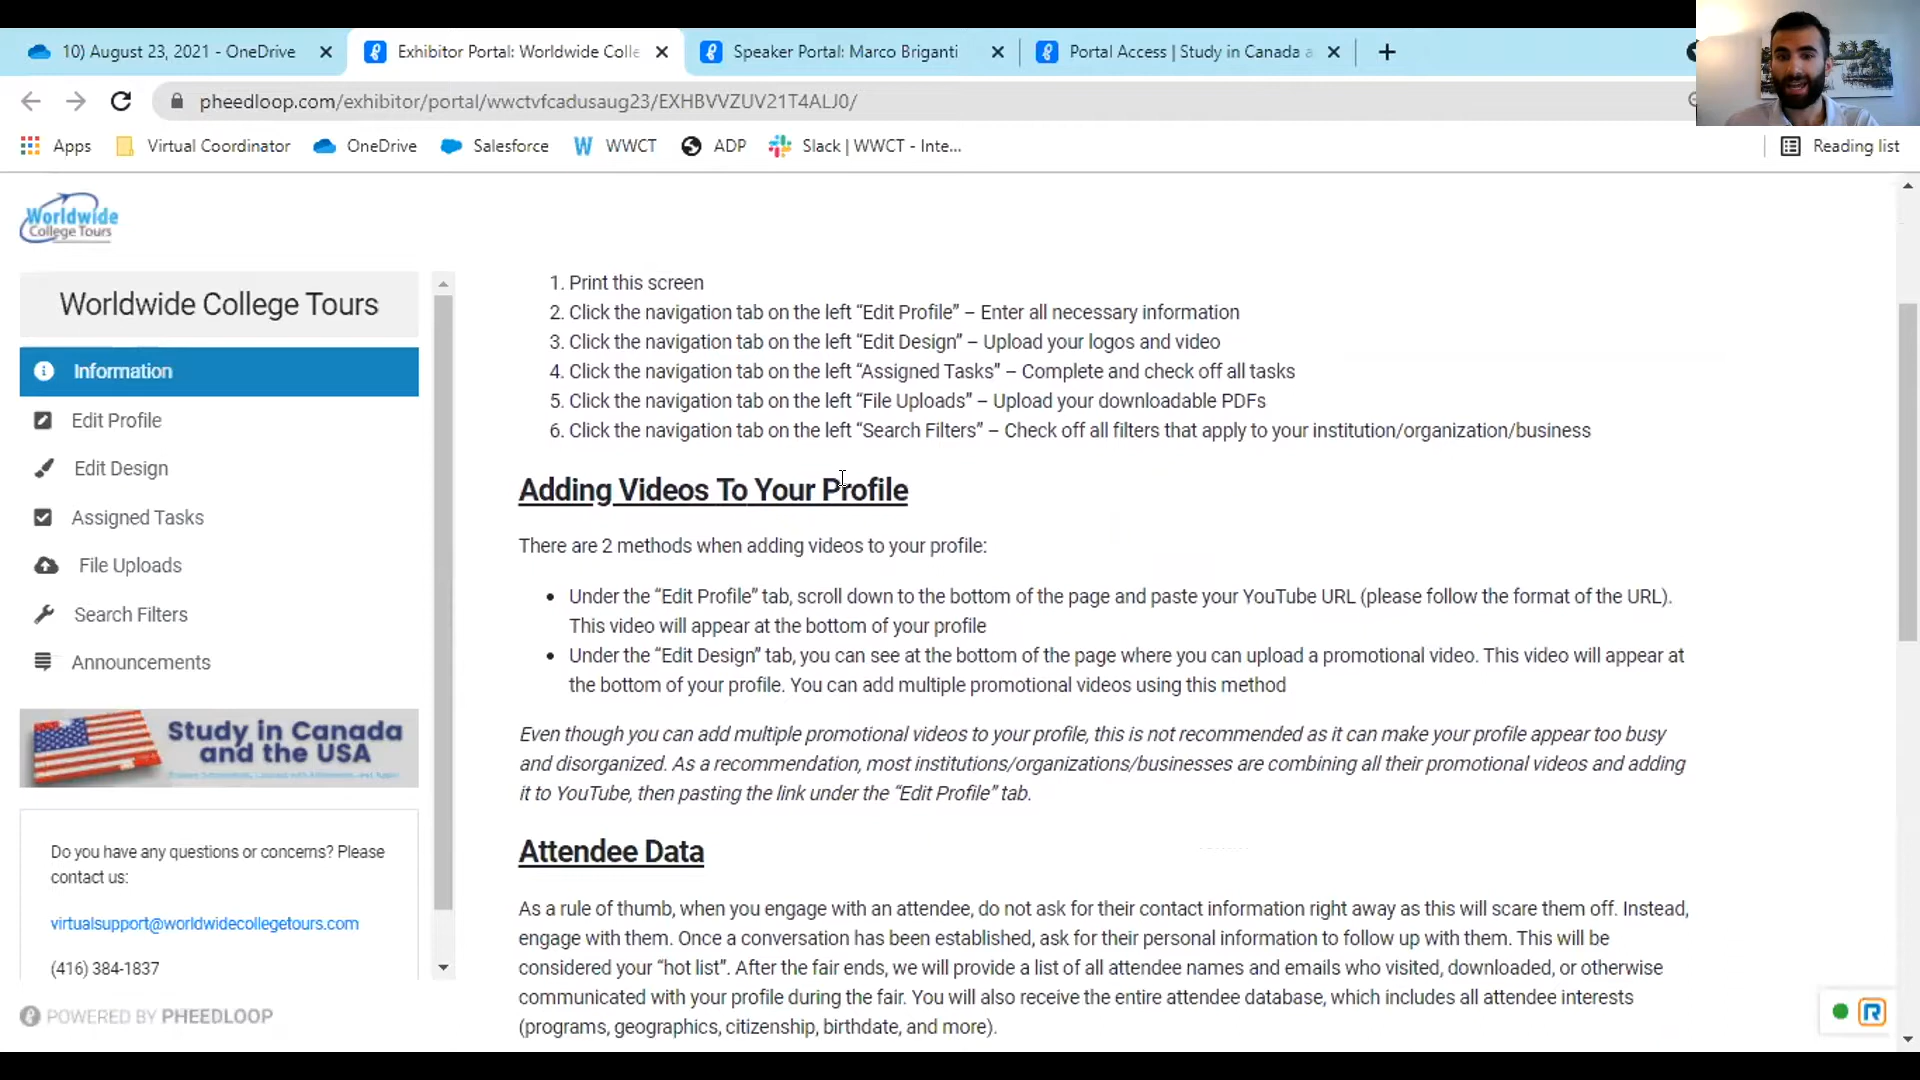 10) August 23, 2021 - OneDrive
Exhibitor Portal: Worldwide Colle
Speaker Portal: Marco Briganti
Portal Access | Study in Canada a
pheedloop.com/exhibitor/portal/wwctvfcadusaug23/EXHBVVZUV21T4ALJ0/
Apps
Virtual Coordinator
OneDrive
Salesforce
WWCT
ADP
Slack | WWCT - Inte...
Reading list
Worldwide
College Tours
Worldwide College Tours
Information
Edit Profile
Edit Design
Assigned Tasks
File Uploads
Search Filters
Announcements
Study in Canada
and the USA
Do you have any questions or concerns? Please
contact us:
virtualsupport@worldwidecollegetours.com
(416) 384-1837
POWERED BY PHEEDLOOP
1. Print this screen
2. Click the navigation tab on the left “Edit Profile” – Enter all necessary information
3. Click the navigation tab on the left “Edit Design” – Upload your logos and video
4. Click the navigation tab on the left “Assigned Tasks” – Complete and check off all tasks
5. Click the navigation tab on the left “File Uploads” – Upload your downloadable PDFs
6. Click the navigation tab on the left “Search Filters” – Check off all filters that apply to your institution/organization/business
Adding Videos To Your Profile
There are 2 methods when adding videos to your profile:
• Under the “Edit Profile” tab, scroll down to the bottom of the page and paste your YouTube URL (please follow the format of the URL).
This video will appear at the bottom of your profile
• Under the “Edit Design” tab, you can see at the bottom of the page where you can upload a promotional video. This video will appear at
the bottom of your profile. You can add multiple promotional videos using this method
Even though you can add multiple promotional videos to your profile, this is not recommended as it can make your profile appear too busy
and disorganized. As a recommendation, most institutions/organizations/businesses are combining all their promotional videos and adding
it to YouTube, then pasting the link under the “Edit Profile” tab.
Attendee Data
As a rule of thumb, when you engage with an attendee, do not ask for their contact information right away as this will scare them off. Instead,
engage with them. Once a conversation has been established, ask for their personal information to follow up with them. This will be
considered your “hot list”. After the fair ends, we will provide a list of all attendee names and emails who visited, downloaded, or otherwise
communicated with your profile during the fair. You will also receive the entire attendee database, which includes all attendee interests
(programs, geographics, citizenship, birthdate, and more).